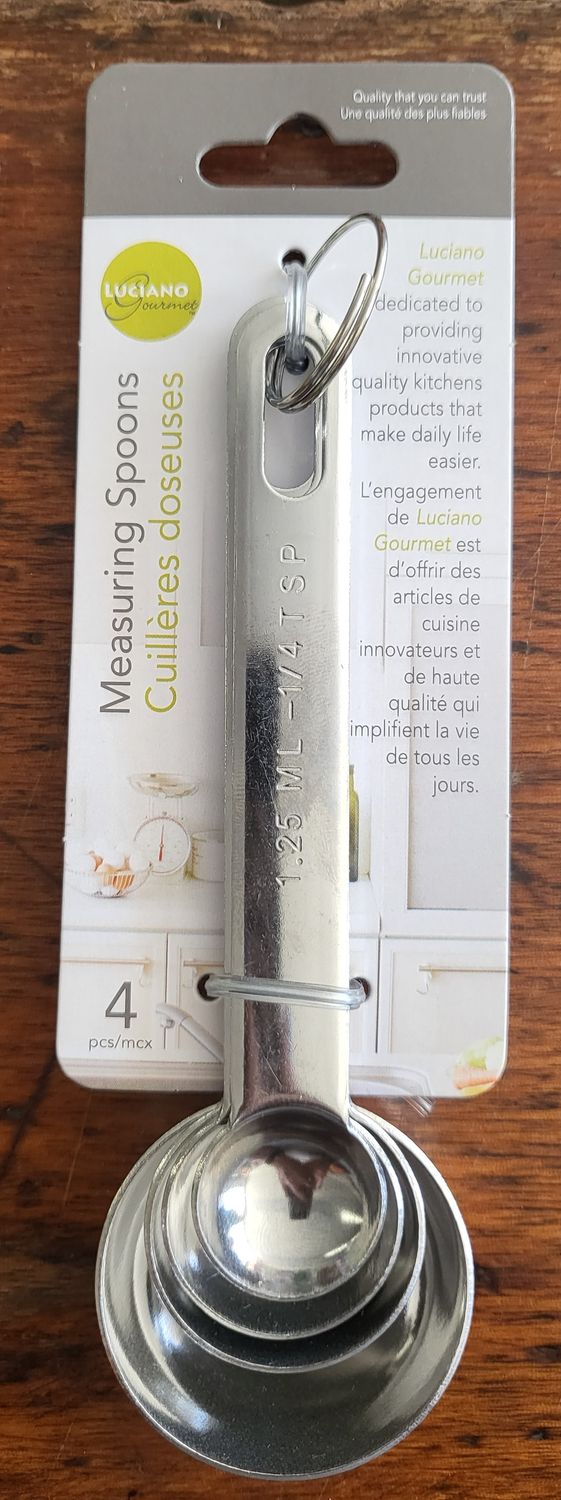 Quality that you can trust
Une qualité des plus fiables
LUCIANO
Gourmet
TM
Measuring Spoons
Cuillères doseuses
Luciano
Gourmet
dedicated to
providing
innovative
quality kitchens
products that
make daily life
easier.
L'engagement
de Luciano
Gourmet est
d'offrir des
articles de
cuisine
innovateurs et
de haute
qualité qui
implifient la vie
de tous les
jours.
1.25 ML - 1/4 TSP
4
pcs/mcx